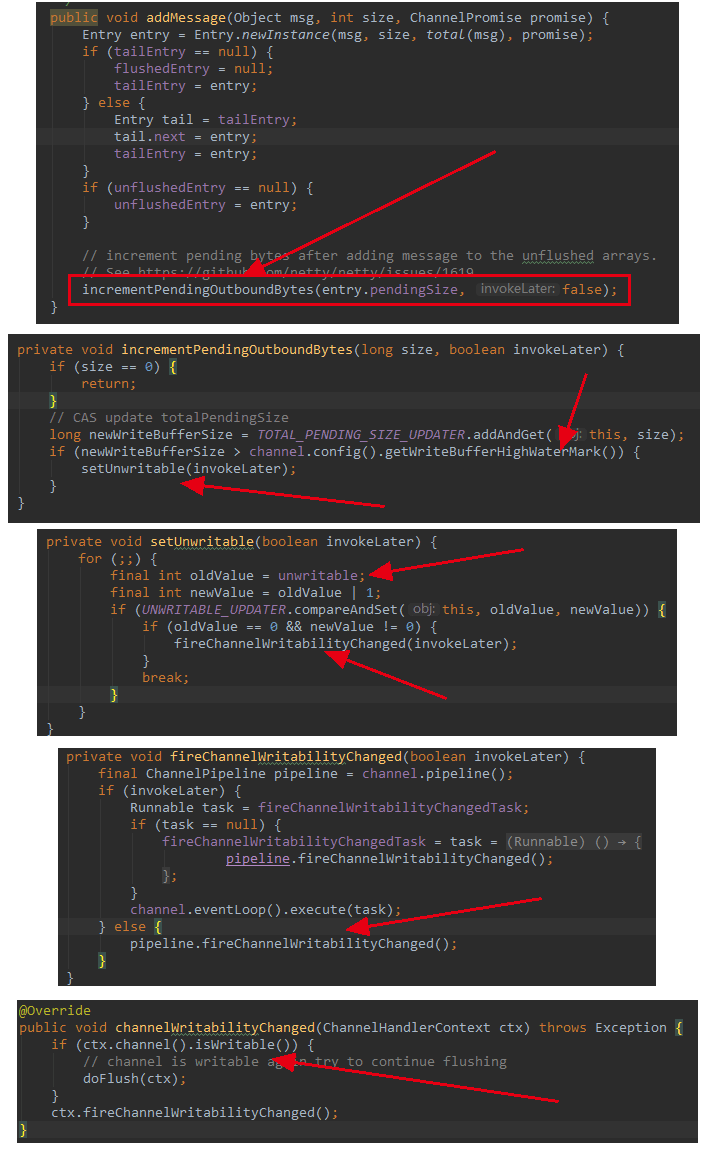 public void addMessage(Object msg, int size, ChannelPromise promise) {
Entry entry = Entry.newInstance(msg, size, total(msg), promise);
if (tailEntry == null) {
flushedEntry = null;
tailEntry = entry;
} else {
Entry tail = tailEntry;
tail.next = entry;
tailEntry = entry;
}
if (unflushedEntry == null) {
unflushedEntry = entry;
}
// increment pending bytes after adding message to the unflushed arrays.
// See https://github.com/netty/netty/issues/1619
incrementPendingOutboundBytes(entry.pendingSize, invokeLater: false);
}
private void incrementPendingOutboundBytes(long size, boolean invokeLater) {
if (size == 0) {
return;
}
// CAS update totalPendingSize
long newWriteBufferSize = TOTAL_PENDING_SIZE_UPDATER.addAndGet( this, size);
if (newWriteBufferSize > channel.config().getWriteBufferHighWaterMark()) {
setUnwritable(invokeLater);
}
}
private void setUnwritable(boolean invokeLater) {
for (;;) {
final int oldValue = unwritable;
final int newValue = oldValue | 1;
if (UNWRITABLE_UPDATER.compareAndSet( obj: this, oldValue, newValue)) {
if (oldValue == 0 && newValue != 0) {
fireChannelWritabilityChanged(invokeLater);
}
break;
}
}
}
private void fireChannelWritabilityChanged(boolean invokeLater) {
final ChannelPipeline pipeline = channel.pipeline();
if (invokeLater) {
Runnable task = fireChannelWritabilityChangedTask;
if (task == null) {
fireChannelWritabilityChangedTask = task = (Runnable) () → {
pipeline.fireChannelWritabilityChanged();
};
}
channel.eventLoop().execute(task);
} else {
pipeline.fireChannelWritabilityChanged();
}
}
@Override
public void channelWritabilityChanged(ChannelHandlerContext ctx) throws Exception {
if (ctx.channel().isWritable()) {
// channel is writable again try to continue flushing
doFlush(ctx);
}
ctx.fireChannelWritabilityChanged();
}